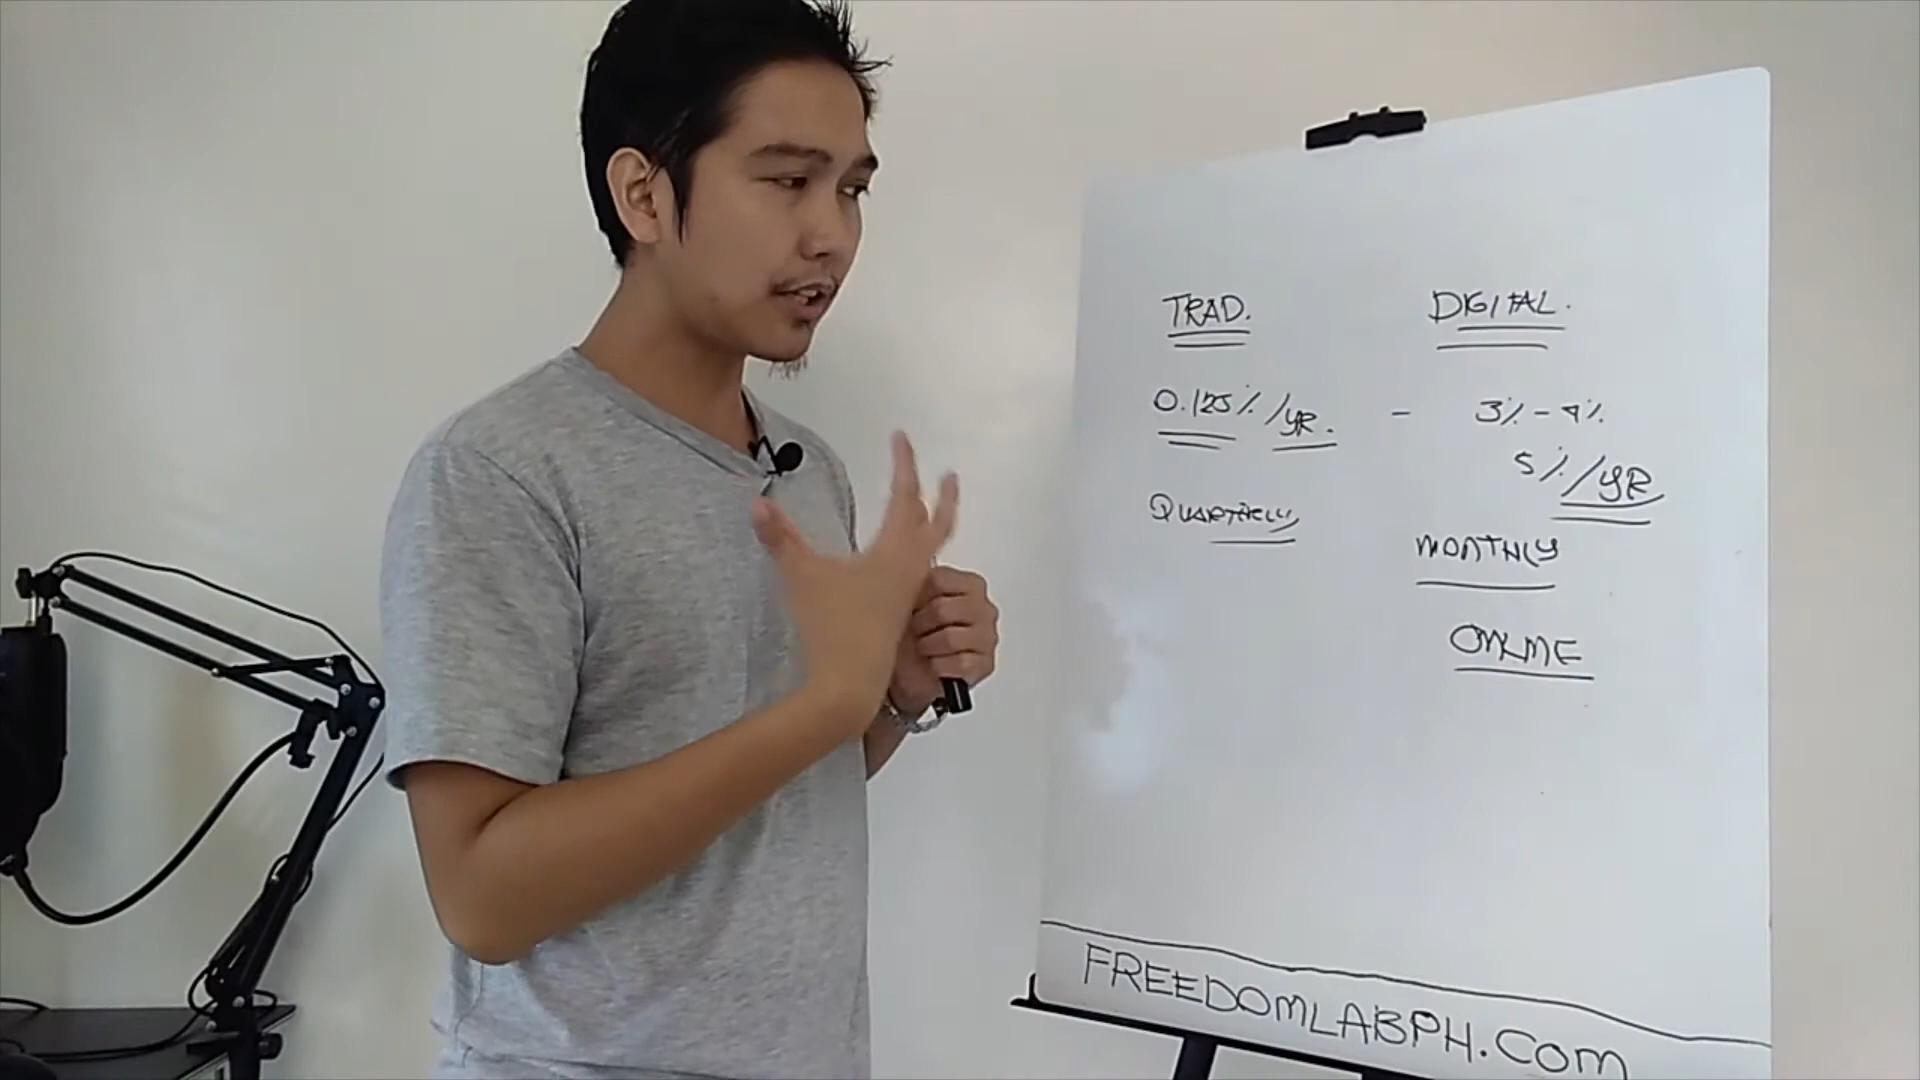 TRAD.
DIGITAL.
0.125% /YR. - 3% - 4%
5% /YR
QUARTERLY
MONTHLY
ONLINE
FREEDOMLABPH.COM